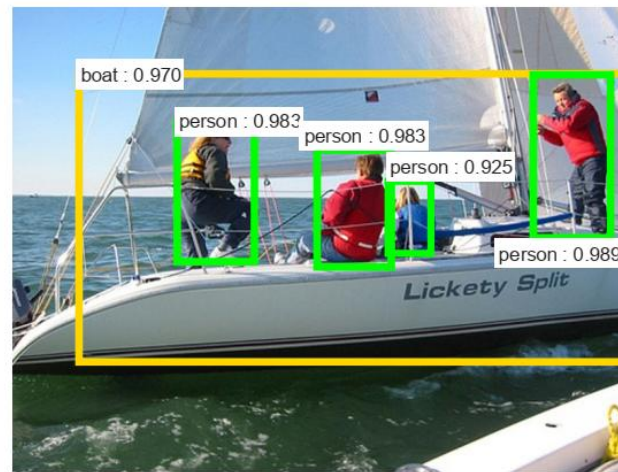 boat : 0.970
person : 0.983
person : 0.983
person : 0.925
person : 0.989
Lickety Split